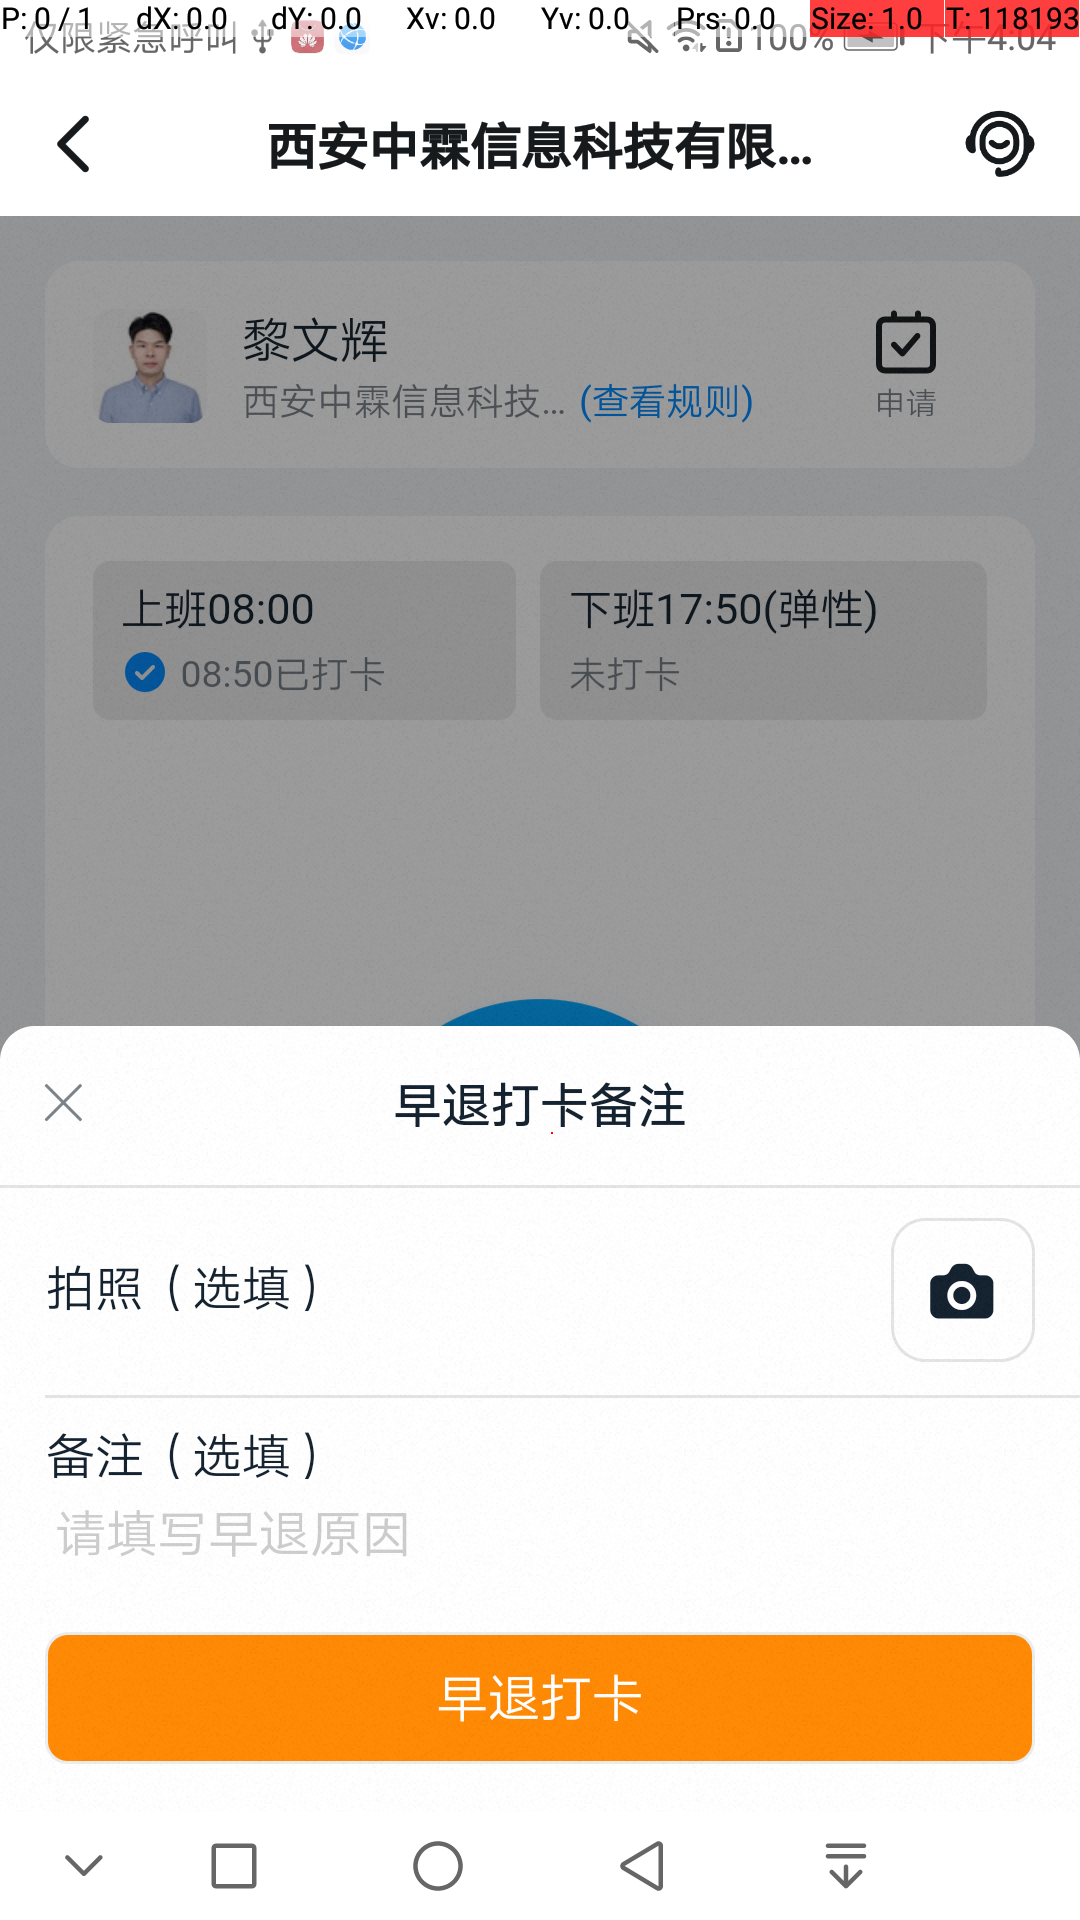 P: 0 / 1 dX: 0.0 dY: 0.0 Xv: 0.0 Yv: 0.0 Prs: 0.0 Size: 1.0 T: 118193
仅限紧急呼叫 100% 下午4:04
西安中霖信息科技有限...
黎文辉
西安中霖信息科技... (查看规则)
申请
上班08:00
08:50已打卡
下班17:50(弹性)
未打卡
早退打卡备注
拍照（选填）
备注（选填）
请填写早退原因
早退打卡